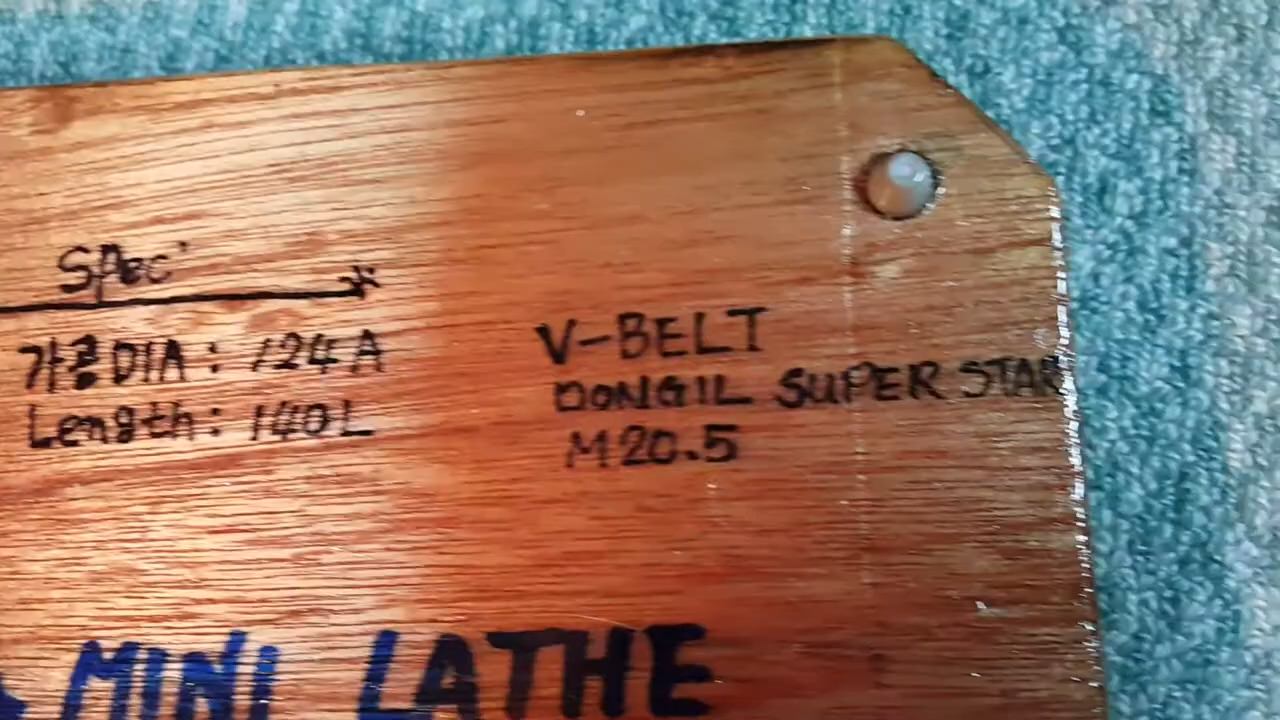 Spec'
가공DIA : 124A
Length : 140L
V-BELT
DONGIL SUPER STAR
M20.5
MINI LATHE